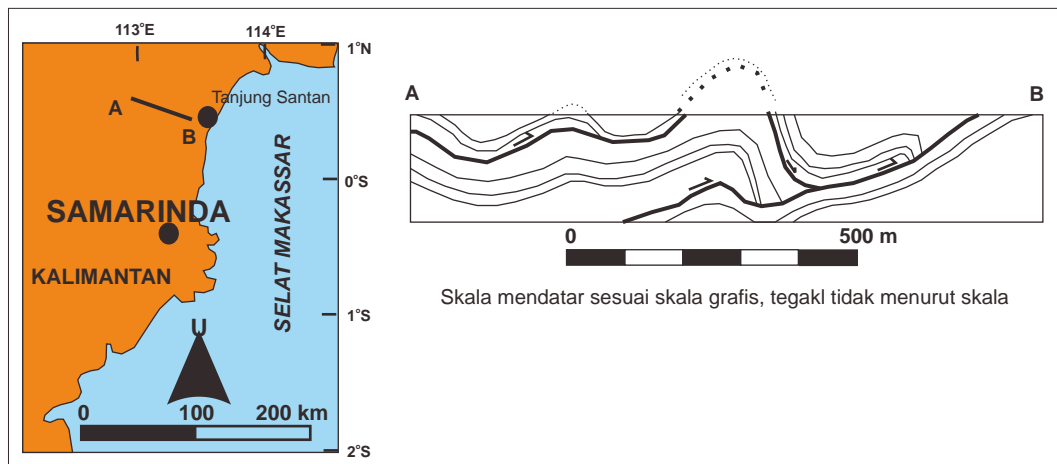 113°E 114°E
1°N
Tanjung Santan
A
B
0°S
SAMARINDA
KALIMANTAN
SELAT MAKASSAR
1°S
U
0 100 200 km
2°S
A B
0 500 m
Skala mendatar sesuai skala grafis, tegakl tidak menurut skala